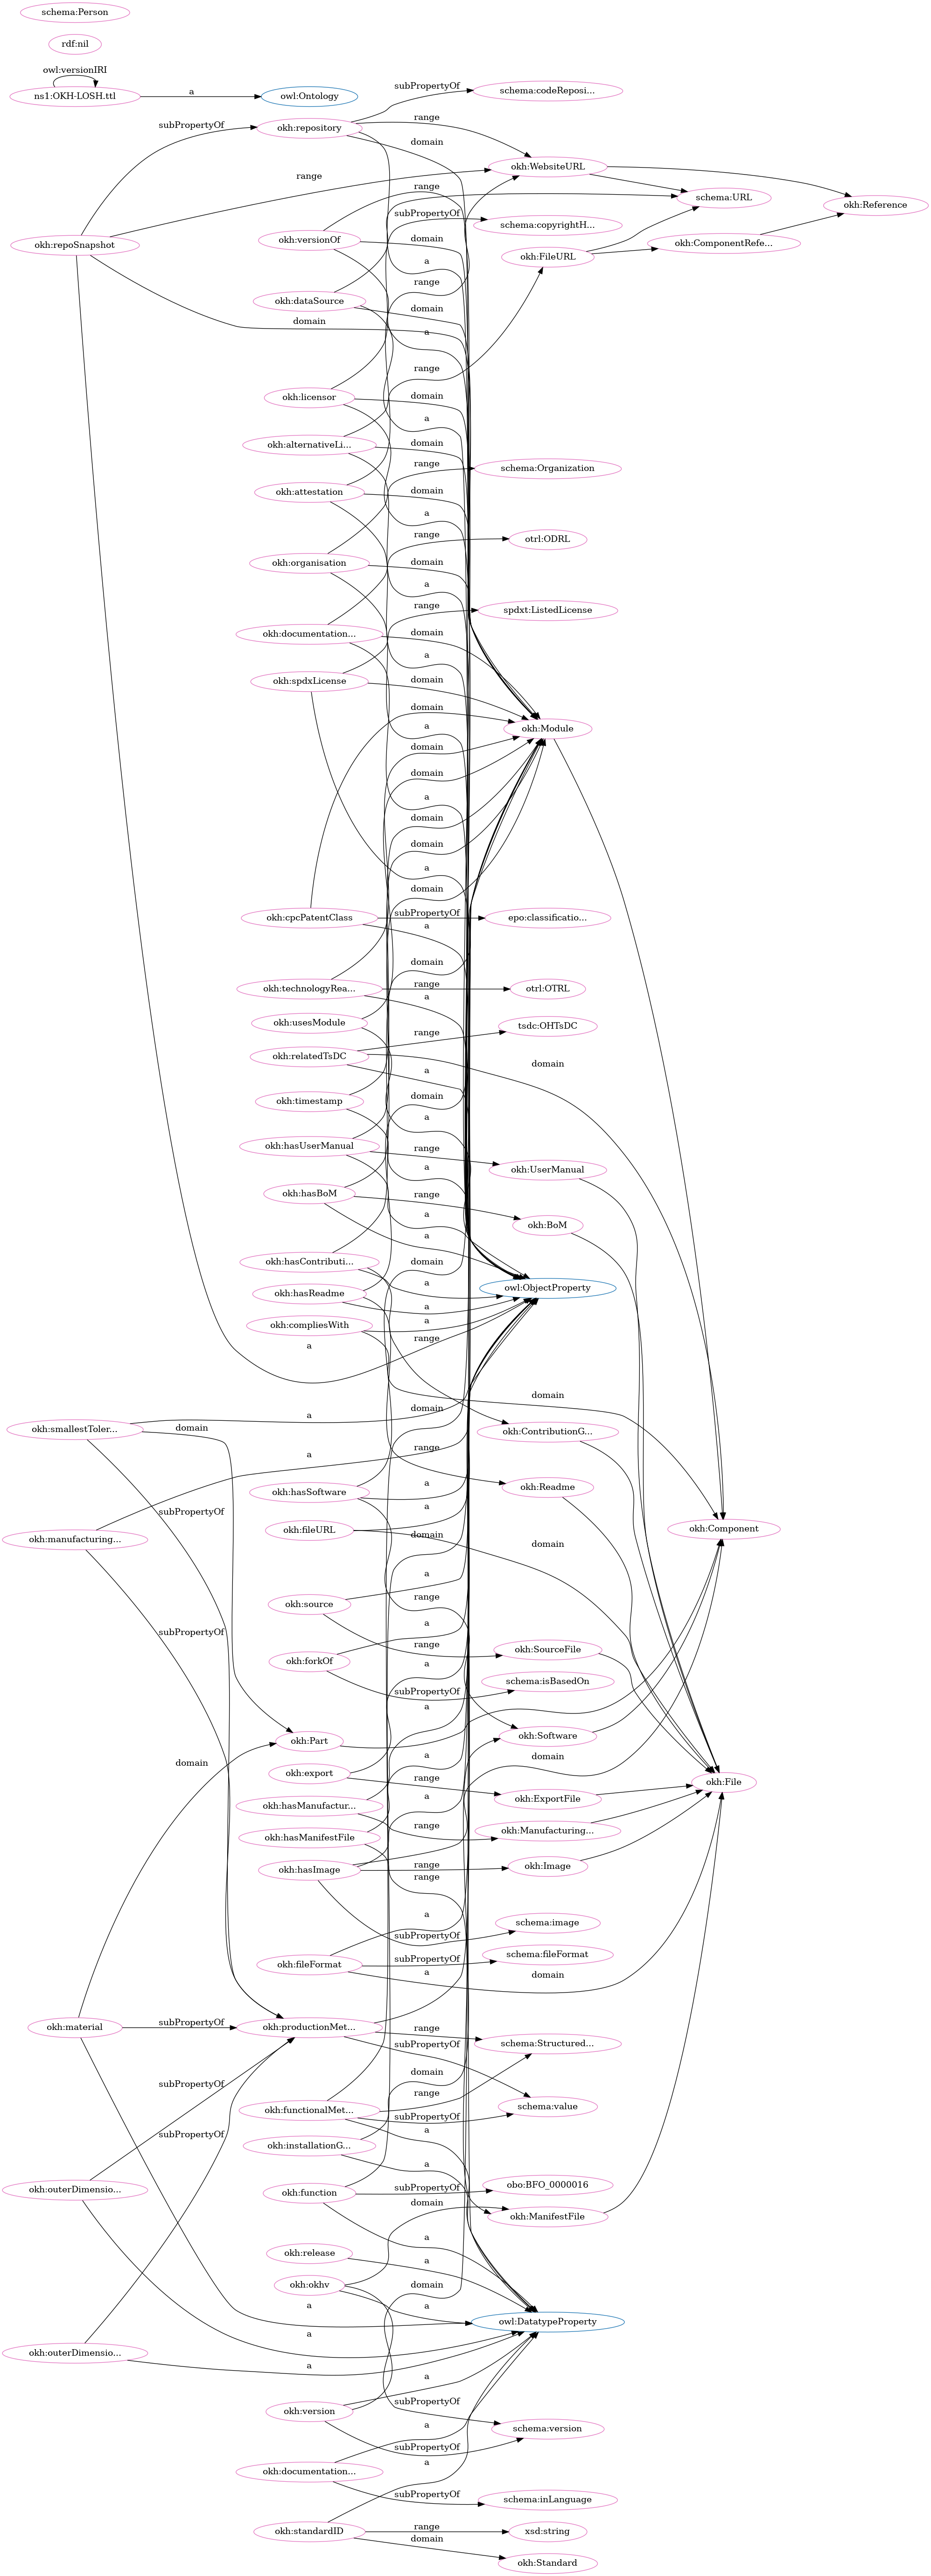 schema:Person
rdf:nil
owl:versionIRI
ns1:OKH-LOSH.ttl
a
owl:Ontology
subPropertyOf
schema:codeReposi...
subPropertyOf
okh:repository
range
domain
okh:WebsiteURL
range
range
schema:URL
okh:Reference
subPropertyOf
schema:copyrightH...
okh:versionOf
domain
okh:ComponentRefe...
okh:repoSnapshot
okh:FileURL
a
range
okh:dataSource
domain
domain
a
range
okh:licensor
domain
a
okh:alternativeLi...
domain
range
schema:Organization
okh:attestation
domain
a
range
otrl:ODRL
okh:organisation
domain
a
range
spdxt:ListedLicense
okh:documentation...
domain
a
okh:spdxLicense
domain
domain
a
okh:Module
domain
a
domain
domain
a
domain
okh:cpcPatentClass
subPropertyOf
epo:classificatio...
a
domain
okh:technologyRea...
range
otrl:OTRL
a
okh:usesModule
tsdc:OHTsDC
range
okh:relatedTsDC
domain
a
okh:timestamp
domain
a
okh:hasUserManual
range
a
okh:UserManual
okh:hasBoM
range
a
okh:BoM
a
okh:hasContributi...
domain
a
owl:ObjectProperty
okh:hasReadme
a
okh:compliesWith
a
range
a
domain
domain
okh:smallestToler...
a
domain
okh:ContributionG...
range
a
okh:hasSoftware
a
okh:Readme
subPropertyOf
a
okh:Component
okh:manufacturing...
okh:fileURL
domain
domain
a
range
okh:source
a
subPropertyOf
range
okh:SourceFile
okh:forkOf
a
subPropertyOf
schema:isBasedOn
a
okh:Software
okh:Part
domain
a
domain
okh:export
range
okh:File
a
okh:ExportFile
okh:hasManufactur...
range
okh:Manufacturing...
okh:hasManifestFile
range
okh:hasImage
okh:Image
range
a
schema:image
subPropertyOf
schema:fileFormat
okh:fileFormat
subPropertyOf
a
domain
okh:material
subPropertyOf
okh:productionMet...
range
subPropertyOf
schema:Structured...
domain
subPropertyOf
range
okh:functionalMet...
subPropertyOf
schema:value
a
subPropertyOf
okh:installationG...
a
okh:outerDimensio...
okh:function
subPropertyOf
obo:BFO_0000016
domain
okh:ManifestFile
a
okh:release
a
okh:okhv
domain
a
a
owl:DatatypeProperty
a
okh:outerDimensio...
a
a
subPropertyOf
okh:version
a
schema:version
subPropertyOf
a
okh:documentation...
subPropertyOf
schema:inLanguage
okh:standardID
range
xsd:string
domain
okh:Standard